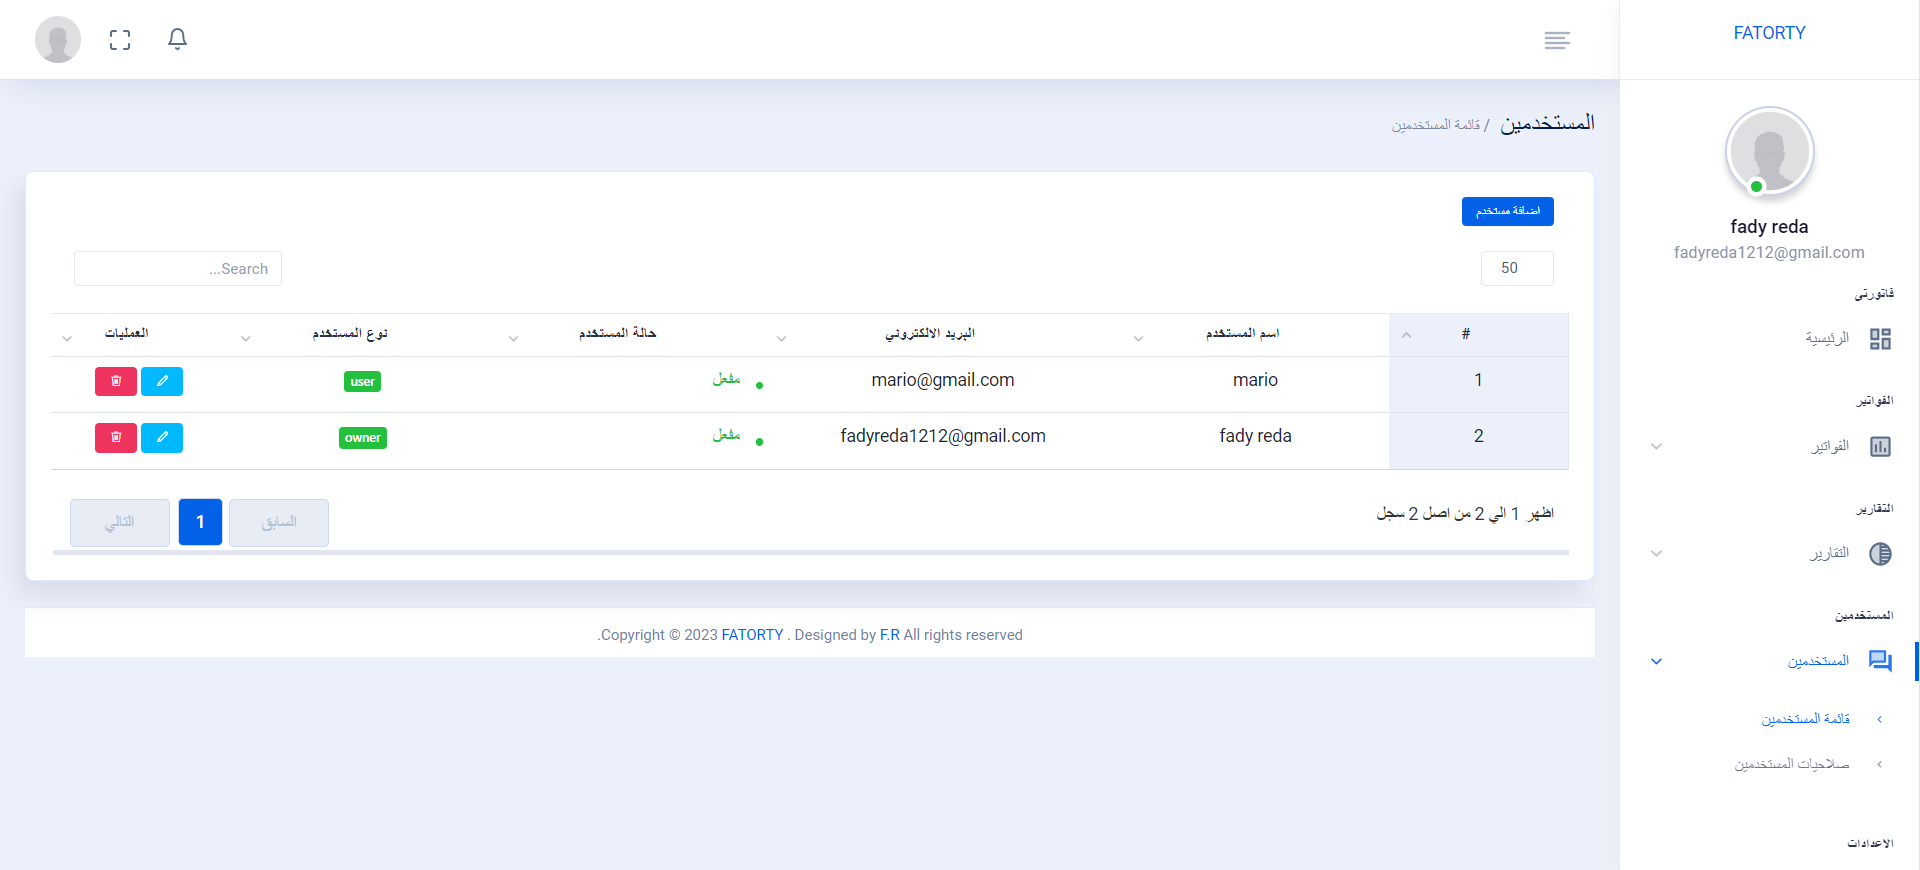 FATORTY
fady reda
fadyreda1212@gmail.com
فاتورتى
الرئيسية
الفواتير
الفواتير
التقارير
التقارير
المستخدمين
المستخدمين
قائمة المستخدمين
صلاحيات المستخدمين
الاعدادات
المستخدمين / قائمة المستخدمين
اضافة مستخدم
50
Search...
# اسم المستخدم البريد الالكتروني حالة المستخدم نوع المستخدم العمليات
1 mario mario@gmail.com مفعل user
2 fady reda fadyreda1212@gmail.com مفعل owner
اظهر 1 الي 2 من اصل 2 سجل
السابق 1 التالي
.Copyright © 2023 FATORTY . Designed by F.R All rights reserved